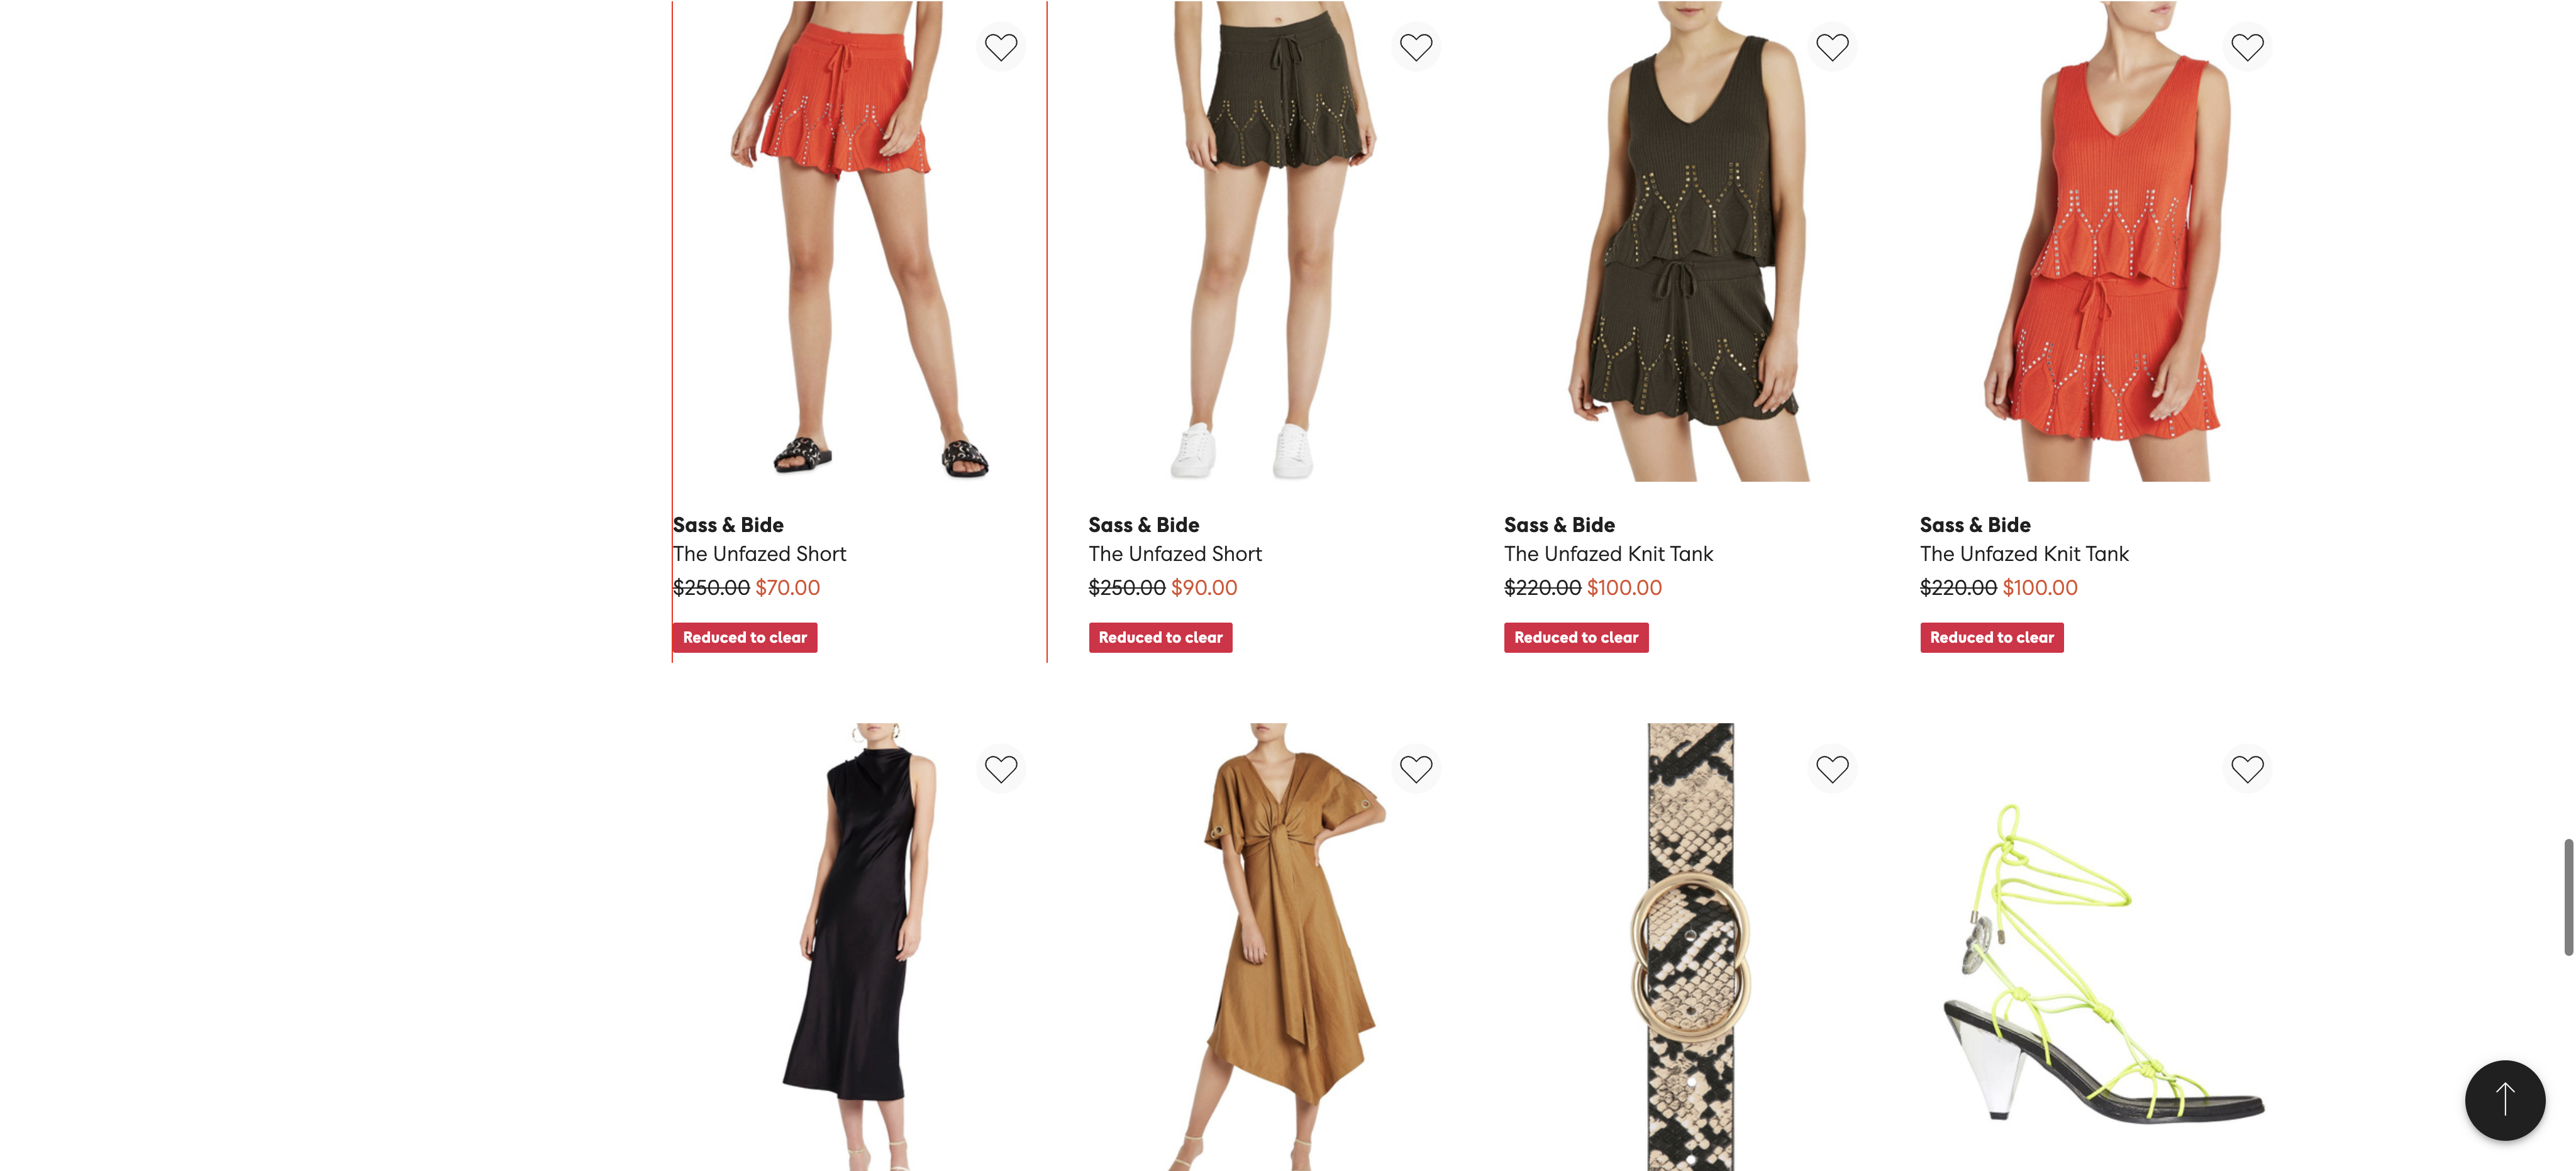 Sass & Bide
The Unfazed Short
$250.00 $70.00
Reduced to clear
Sass & Bide
The Unfazed Short
$250.00 $90.00
Reduced to clear
Sass & Bide
The Unfazed Knit Tank
$220.00 $100.00
Reduced to clear
Sass & Bide
The Unfazed Knit Tank
$220.00 $100.00
Reduced to clear